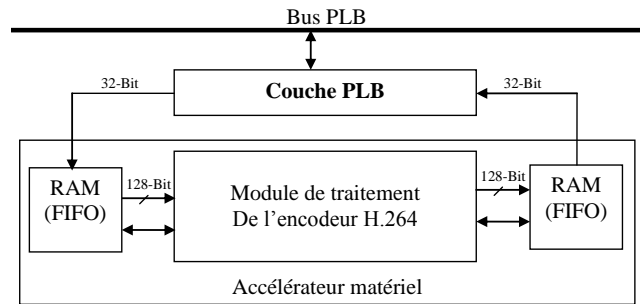 Bus PLB
32-Bit
Couche PLB
32-Bit
RAM
(FIFO)
128-Bit
Module de traitement
De l'encodeur H.264
128-Bit
RAM
(FIFO)
Accélérateur matériel